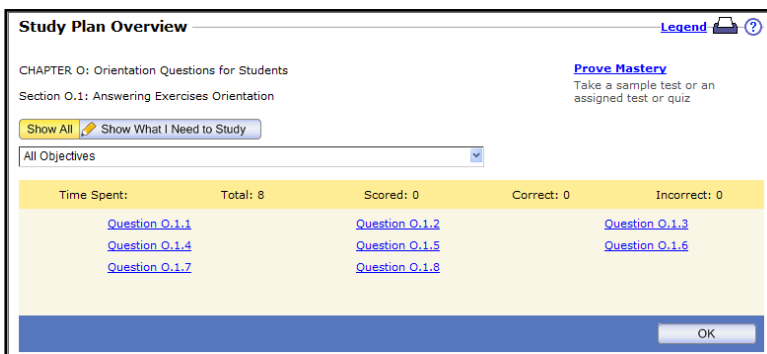 Study Plan Overview
Legend ?
CHAPTER O: Orientation Questions for Students
Section O.1: Answering Exercises Orientation
Prove Mastery
Take a sample test or an
assigned test or quiz
Show All Show What I Need to Study
All Objectives
Time Spent: Total: 8 Scored: 0 Correct: 0 Incorrect: 0
Question O.1.1 Question O.1.2 Question O.1.3
Question O.1.4 Question O.1.5 Question O.1.6
Question O.1.7 Question O.1.8
OK